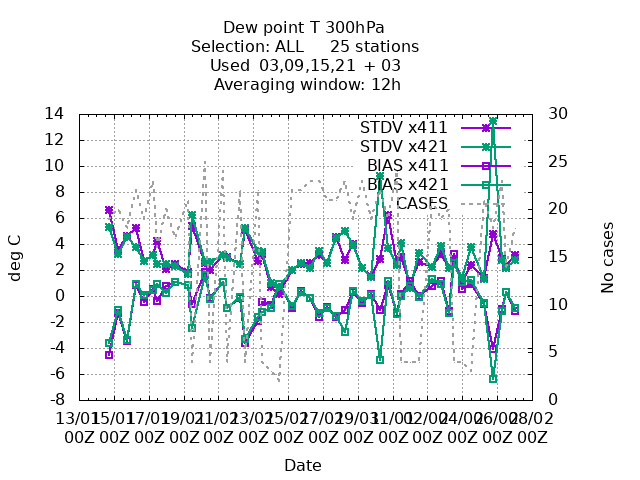 Dew point T 300hPa
Selection: ALL 25 stations
Used 03,09,15,21 + 03
Averaging window: 12h
STDV x411
STDV x421
BIAS x411
BIAS x421
CASES
14
12
10
8
6
4
2
0
-2
-4
-6
-8
deg C
30
25
20
15
10
5
0
No cases
13/01 15/01 17/01 19/01 21/01 23/01 25/01 27/01 29/01 31/01 02/02 04/02 06/02 28/02
00Z 00Z 00Z 00Z 00Z 00Z 00Z 00Z 00Z 00Z 00Z 00Z 00Z 00Z
Date